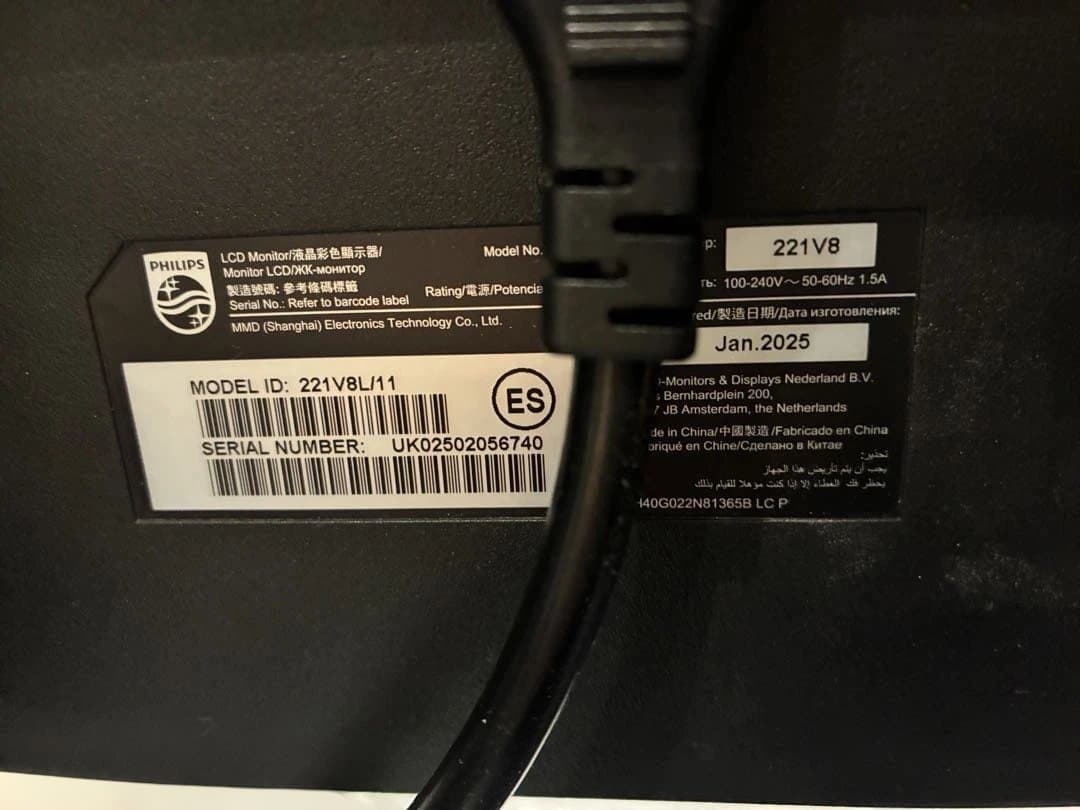 PHILIPS
LCD Monitor/液晶彩色顯示器/
Monitor LCD/ЖК-монитор
製造號碼: 參考條碼標籤
Serial No.: Refer to barcode label
MMD (Shanghai) Electronics Technology Co., Ltd.
Model No.
221V8
Rating/電源/Potencia
100-240V～ 50-60Hz 1.5A
/製造日期/Дата изготовления:
Jan.2025
MODEL ID: 221V8L/11
ES
SERIAL NUMBER: UK02502056740
-Monitors & Displays Nederland B.V.
Bernhardplein 200,
JB Amsterdam, the Netherlands
in China/中國製造/Fabricado en China
en Chine/Сделано в Китае
تحذير:
يجب أن يتم تأريض هذا الجهاز
يحظر فك الغطاء إلا إذا كنت موهلا للقيام بذلك
40G022N81365B LC P